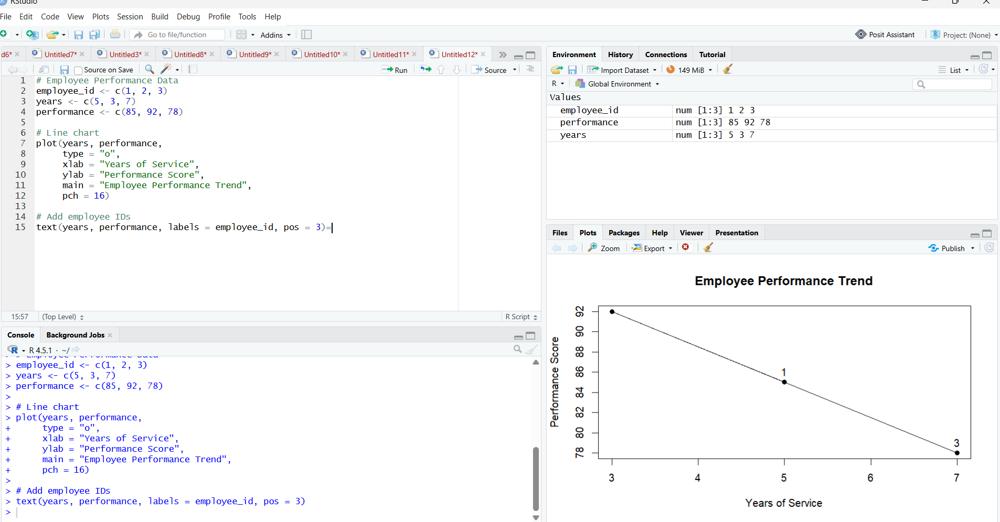 RStudio
File Edit Code View Plots Session Build Debug Profile Tools Help
Go to file/function Addins Posit Assistant Project: (None)
d6* Untitled7* Untitled3* Untitled8* Untitled9* Untitled10* Untitled11* Untitled12*
Source on Save Run Source
1 # Employee Performance Data
2 employee_id <- c(1, 2, 3)
3 years <- c(5, 3, 7)
4 performance <- c(85, 92, 78)
5
6 # Line chart
7 plot(years, performance,
8 type = "o",
9 xlab = "Years of Service",
10 ylab = "Performance Score",
11 main = "Employee Performance Trend",
12 pch = 16)
13
14 # Add employee IDs
15 text(years, performance, labels = employee_id, pos = 3)=
15:57 (Top Level) R Script
Console Background Jobs
R R 4.5.1 · ~/
> # Employee Performance Data
> employee_id <- c(1, 2, 3)
> years <- c(5, 3, 7)
> performance <- c(85, 92, 78)
>
> # Line chart
> plot(years, performance,
+ type = "o",
+ xlab = "Years of Service",
+ ylab = "Performance Score",
+ main = "Employee Performance Trend",
+ pch = 16)
>
> # Add employee IDs
> text(years, performance, labels = employee_id, pos = 3)
>
Environment History Connections Tutorial
Import Dataset 149 MiB List
R Global Environment
Values
employee_id num [1:3] 1 2 3
performance num [1:3] 85 92 78
years num [1:3] 5 3 7
Files Plots Packages Help Viewer Presentation
Zoom Export Publish
Employee Performance Trend
Performance Score
92
90
88
86
84
82
80
78
1
3
3 4 5 6 7
Years of Service